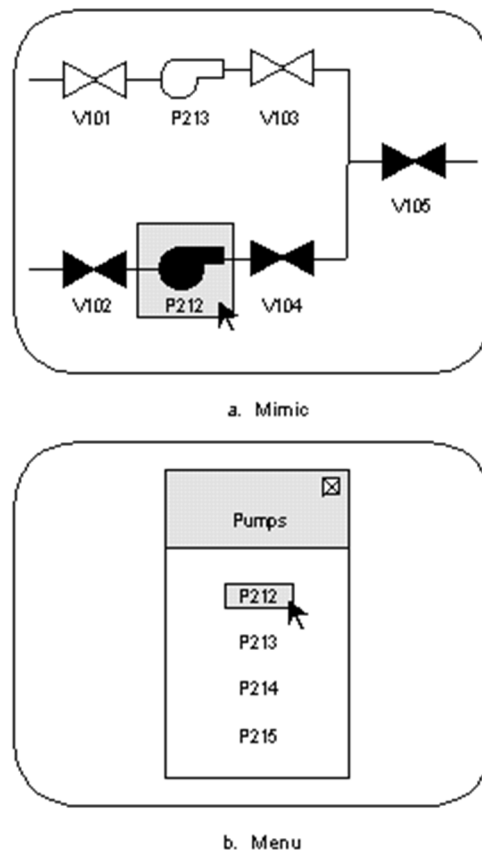 V101 P213 V103
V105
V102 P212 V104
a. Mimic
Pumps
P212
P213
P214
P215
b. Menu